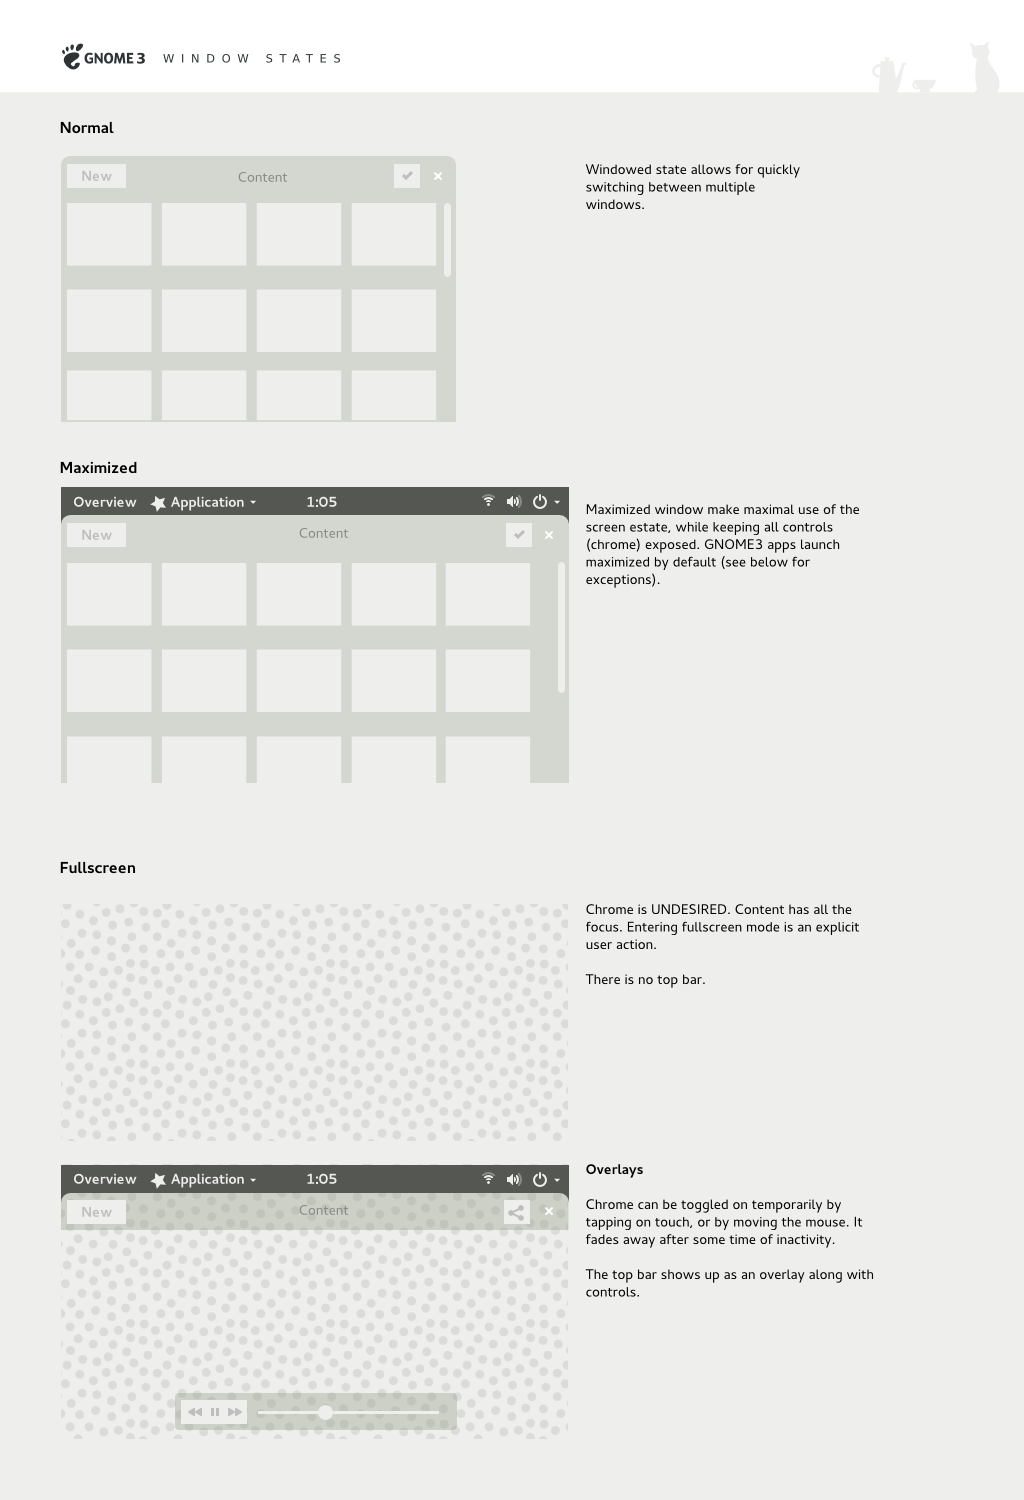 GNOME 3 WINDOW STATES
Normal
New Content
Windowed state allows for quickly
switching between multiple
windows.
Maximized
Overview Application 1:05
New Content
Maximized window make maximal use of the
screen estate, while keeping all controls
(chrome) exposed. GNOME3 apps launch
maximized by default (see below for
exceptions).
Fullscreen
Chrome is UNDESIRED. Content has all the
focus. Entering fullscreen mode is an explicit
user action.
There is no top bar.
Overview Application 1:05
New Content
Overlays
Chrome can be toggled on temporarily by
tapping on touch, or by moving the mouse. It
fades away after some time of inactivity.
The top bar shows up as an overlay along with
controls.